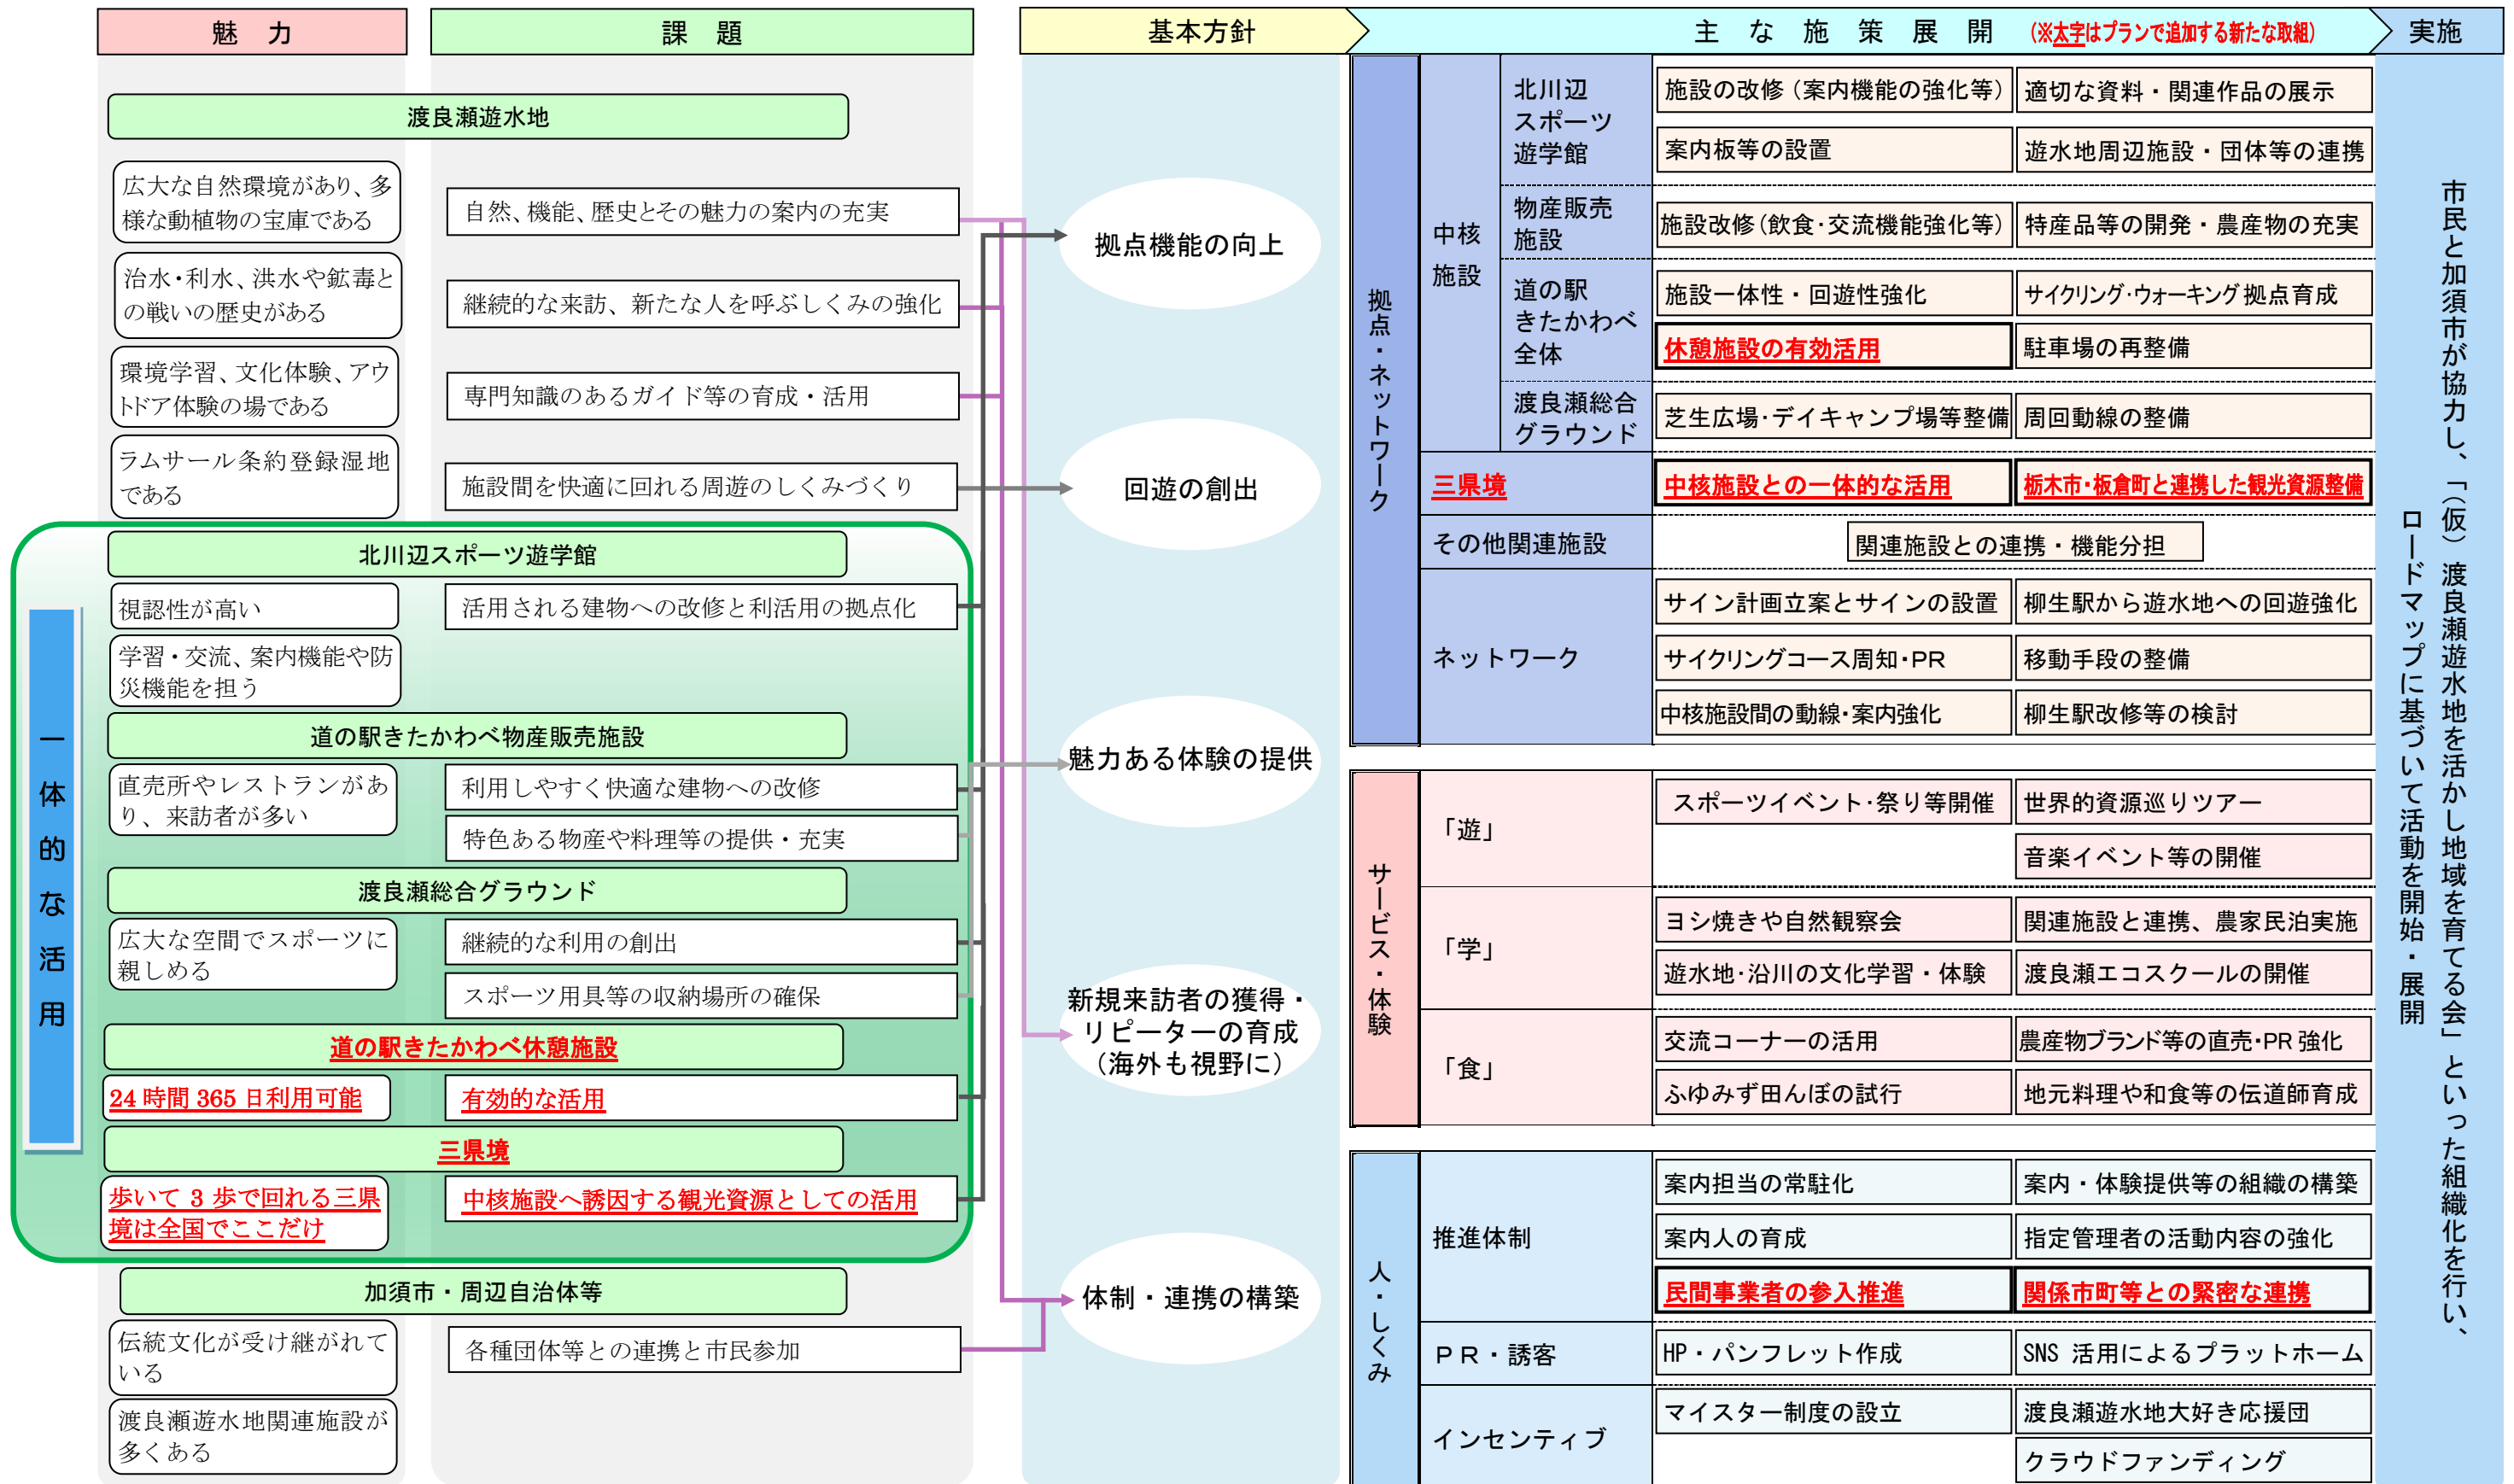 魅 力
課 題
基本方針
主 な 施 策 展 開 (※太字はプランで追加する新たな取組)
実施
渡良瀬遊水地
広大な自然環境があり、多
様な動植物の宝庫である
治水・利水、洪水や鉱毒と
の戦いの歴史がある
環境学習、文化体験、アウ
トドア体験の場である
ラムサール条約登録湿地
である
自然、機能、歴史とその魅力の案内の充実
継続的な来訪、新たな人を呼ぶしくみの強化
専門知識のあるガイド等の育成・活用
施設間を快適に回れる周遊のしくみづくり
一体的な活用
北川辺スポーツ遊学館
視認性が高い
学習・交流、案内機能や防
災機能を担う
活用される建物への改修と利活用の拠点化
道の駅きたかわべ物産販売施設
直売所やレストランがあ
り、来訪者が多い
利用しやすく快適な建物への改修
特色ある物産や料理等の提供・充実
渡良瀬総合グラウンド
広大な空間でスポーツに
親しめる
継続的な利用の創出
スポーツ用具等の収納場所の確保
道の駅きたかわべ休憩施設
24 時間 365 日利用可能
有効的な活用
三県境
歩いて 3 歩で回れる三県
境は全国でここだけ
中核施設へ誘因する観光資源としての活用
加須市・周辺自治体等
伝統文化が受け継がれて
いる
渡良瀬遊水地関連施設が
多くある
各種団体等との連携と市民参加
拠点機能の向上
回遊の創出
魅力ある体験の提供
新規来訪者の獲得・
リピーターの育成
(海外も視野に)
体制・連携の構築
拠点・ネットワーク
中核
施設
北川辺
スポーツ
遊学館
施設の改修（案内機能の強化等）
適切な資料・関連作品の展示
案内板等の設置
遊水地周辺施設・団体等の連携
物産販売
施設
施設改修(飲食・交流機能強化等)
特産品等の開発・農産物の充実
道の駅
きたかわべ
全体
施設一体性・回遊性強化
サイクリング・ウォーキング拠点育成
休憩施設の有効活用
駐車場の再整備
渡良瀬総合
グラウンド
芝生広場・デイキャンプ場等整備
周回動線の整備
三県境
中核施設との一体的な活用
栃木市・板倉町と連携した観光資源整備
その他関連施設
関連施設との連携・機能分担
ネットワーク
サイン計画立案とサインの設置
柳生駅から遊水地への回遊強化
サイクリングコース周知・PR
移動手段の整備
中核施設間の動線・案内強化
柳生駅改修等の検討
サービス・体験
「遊」
スポーツイベント・祭り等開催
世界的資源巡りツアー
音楽イベント等の開催
「学」
ヨシ焼きや自然観察会
関連施設と連携、農家民泊実施
遊水地・沿川の文化学習・体験
渡良瀬エコスクールの開催
「食」
交流コーナーの活用
農産物ブランド等の直売・PR 強化
ふゆみず田んぼの試行
地元料理や和食等の伝道師育成
人・しくみ
推進体制
案内担当の常駐化
案内・体験提供等の組織の構築
案内人の育成
指定管理者の活動内容の強化
民間事業者の参入推進
関係市町等との緊密な連携
ＰＲ・誘客
HP・パンフレット作成
SNS 活用によるプラットホーム
インセンティブ
マイスター制度の設立
渡良瀬遊水地大好き応援団
クラウドファンディング
市民と加須市が協力し、「(仮) 渡良瀬遊水地を活かし地域を育てる会」といった組織化を行い、
ロードマップに基づいて活動を開始・展開